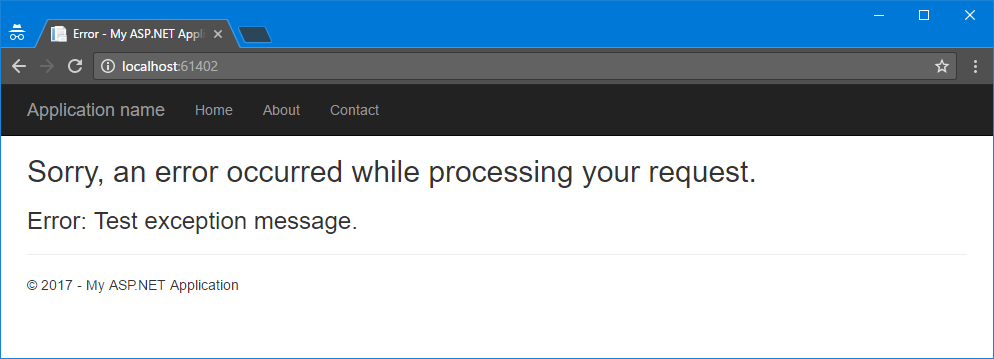 Error - My ASP.NET Appli
localhost:61402
Application name Home About Contact
Sorry, an error occurred while processing your request.
Error: Test exception message.
© 2017 - My ASP.NET Application